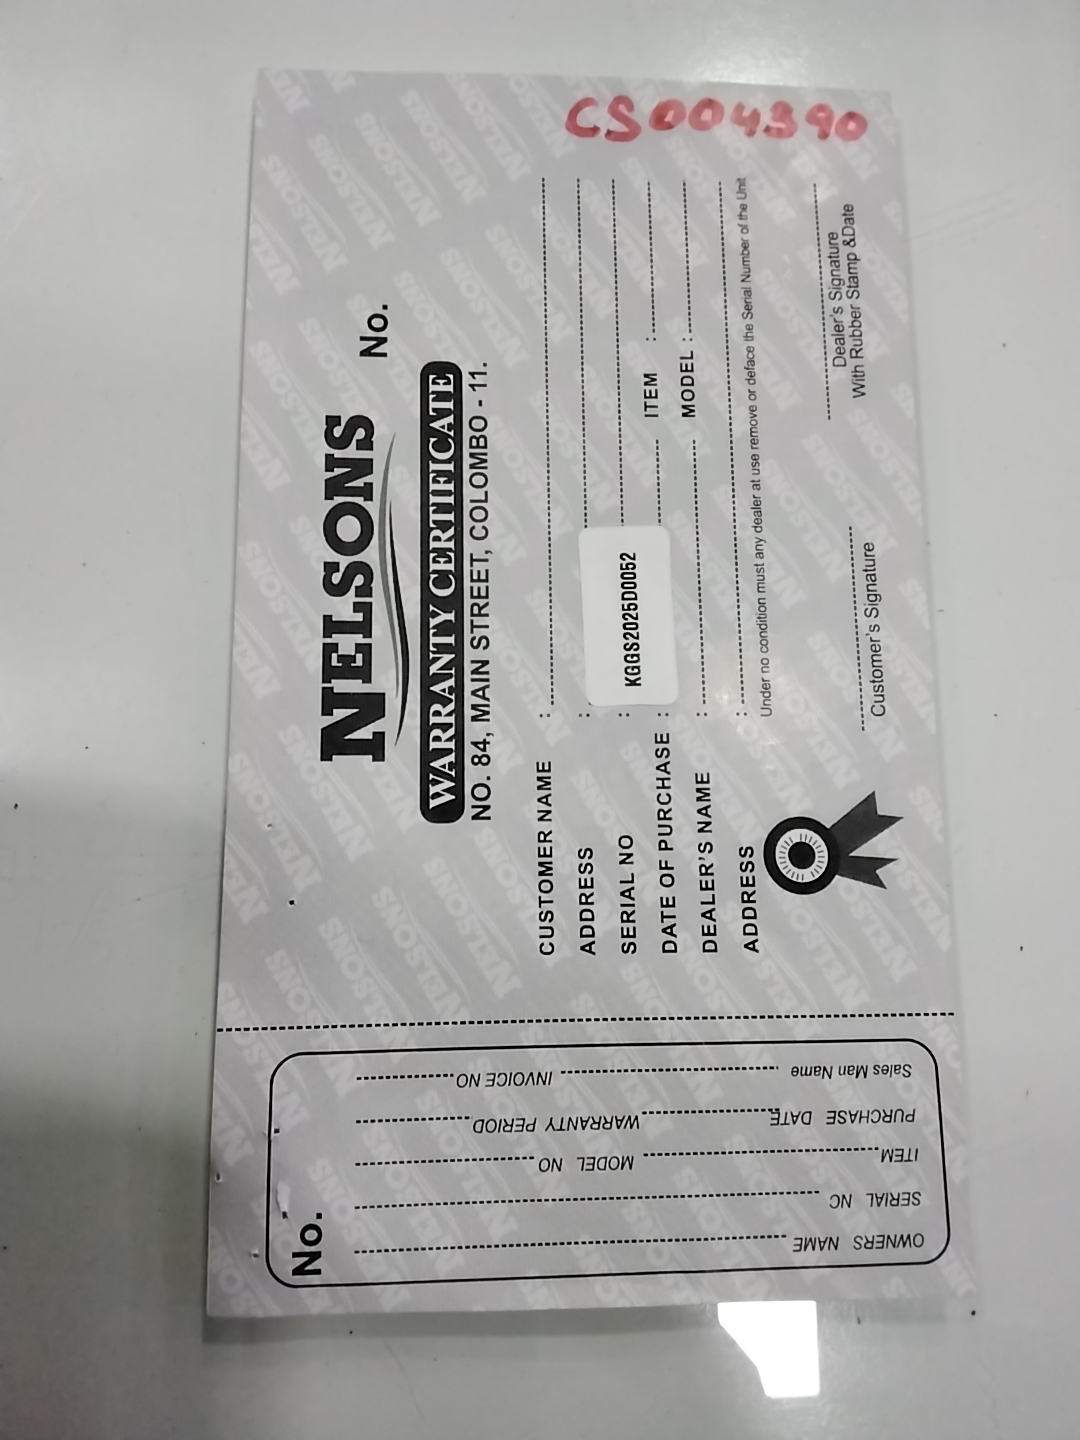 CS004390
NELSONS
No.
WARRANTY CERTIFICATE
NO. 84, MAIN STREET, COLOMBO - 11.
CUSTOMER NAME :
ADDRESS :
SERIAL NO : KGGS2025D0052
DATE OF PURCHASE : ITEM :
DEALER'S NAME : MODEL :
ADDRESS :
Under no condition must any dealer at use remove or deface the Serial Number of the Unit
Customer's Signature
Dealer's Signature
With Rubber Stamp &Date
No.
Sales Man Name INVOICE NO
PURCHASE DATE WARRANTY PERIOD
ITEM MODEL NO
SERIAL NC
OWNERS NAME